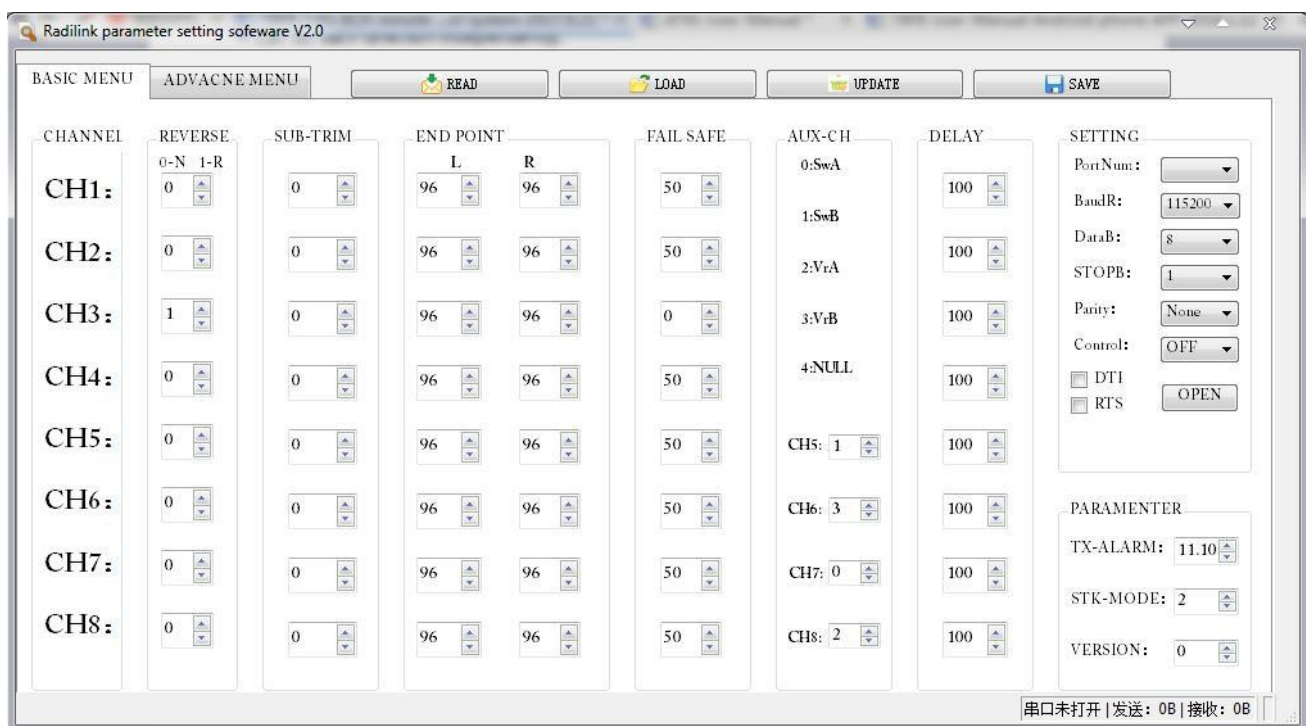 Radilink parameter setting sofeware V2.0
BASIC MENU ADVACNE MENU READ LOAD UPDATE SAVE
CHANNEL REVERSE SUB-TRIM END POINT FAIL SAFE AUX-CH DELAY SETTING
0-N 1-R L R 0:SwA PortNum:
CH1: 0 0 96 96 50 100
1:SwB BaudR: 115200
CH2: 0 0 96 96 50 100 DataB: 8
2:VrA STOPB: 1
CH3: 1 0 96 96 0 3:VrB 100 Parity: None
Control: OFF
CH4: 0 0 96 96 50 4:NULL 100 DTI
RTS OPEN
CH5: 0 0 96 96 50 CH5: 1 100
CH6: 0 0 96 96 50 CH6: 3 100 PARAMENTER
TX-ALARM: 11.10
CH7: 0 0 96 96 50 CH7: 0 100
STK-MODE: 2
CH8: 0 0 96 96 50 CH8: 2 100
VERSION: 0
串口未打开|发送: 0B|接收: 0B